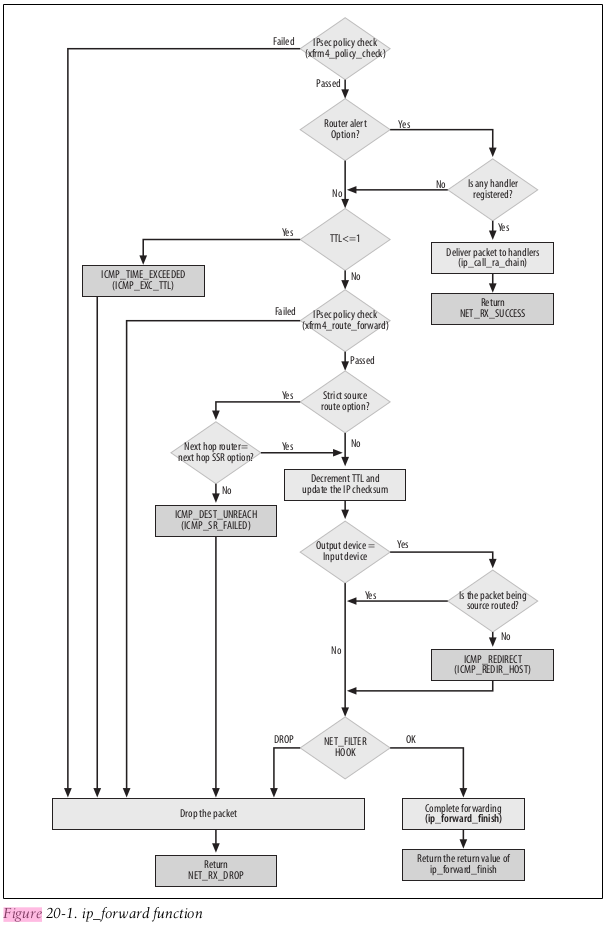 Failed
IPsec policy check
(xfrm4_policy_check)
Passed
Router alert
Option?
Yes
No
Is any handler
registered?
No
Yes
Deliver packet to handlers
(ip_call_ra_chain)
Return
NET_RX_SUCCESS
TTL<=1
Yes
No
ICMP_TIME_EXCEEDED
(ICMP_EXC_TTL)
Failed
IPsec policy check
(xfrm4_route_forward)
Passed
Strict source
route option?
Yes
No
Next hop router=
next hop SSR option?
Yes
No
ICMP_DEST_UNREACH
(ICMP_SR_FAILED)
Decrement TTL and
update the IP checksum
Output device =
Input device
Yes
No
Is the packet being
source routed?
Yes
No
ICMP_REDIRECT
(ICMP_REDIR_HOST)
DROP
NET_FILTER
HOOK
OK
Drop the packet
Complete forwarding
(ip_forward_finish)
Return
NET_RX_DROP
Return the return value of
ip_forward_finish
Figure 20-1. ip_forward function